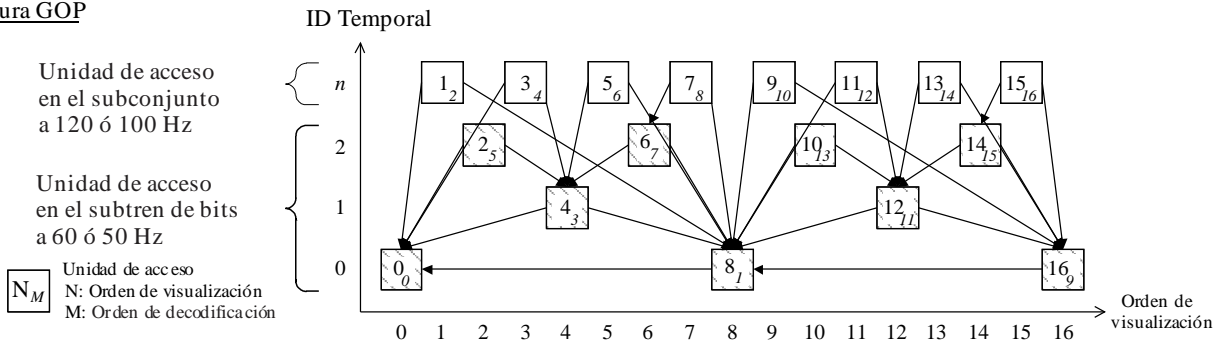 ura GOP
ID Temporal
Unidad de acceso
en el subconjunto
a 120 ó 100 Hz
n
1 2
3 4
5 6
7 8
9 10
11 12
13 14
15 16
2
2 5
6 7
10 13
14 15
Unidad de acceso
en el subtren de bits
a 60 ó 50 Hz
1
4 3
12 11
0
0 0
8 1
16 9
N M
Unidad de acceso
N: Orden de visualización
M: Orden de decodificación
0 1 2 3 4 5 6 7 8 9 10 11 12 13 14 15 16
Orden de
visualización